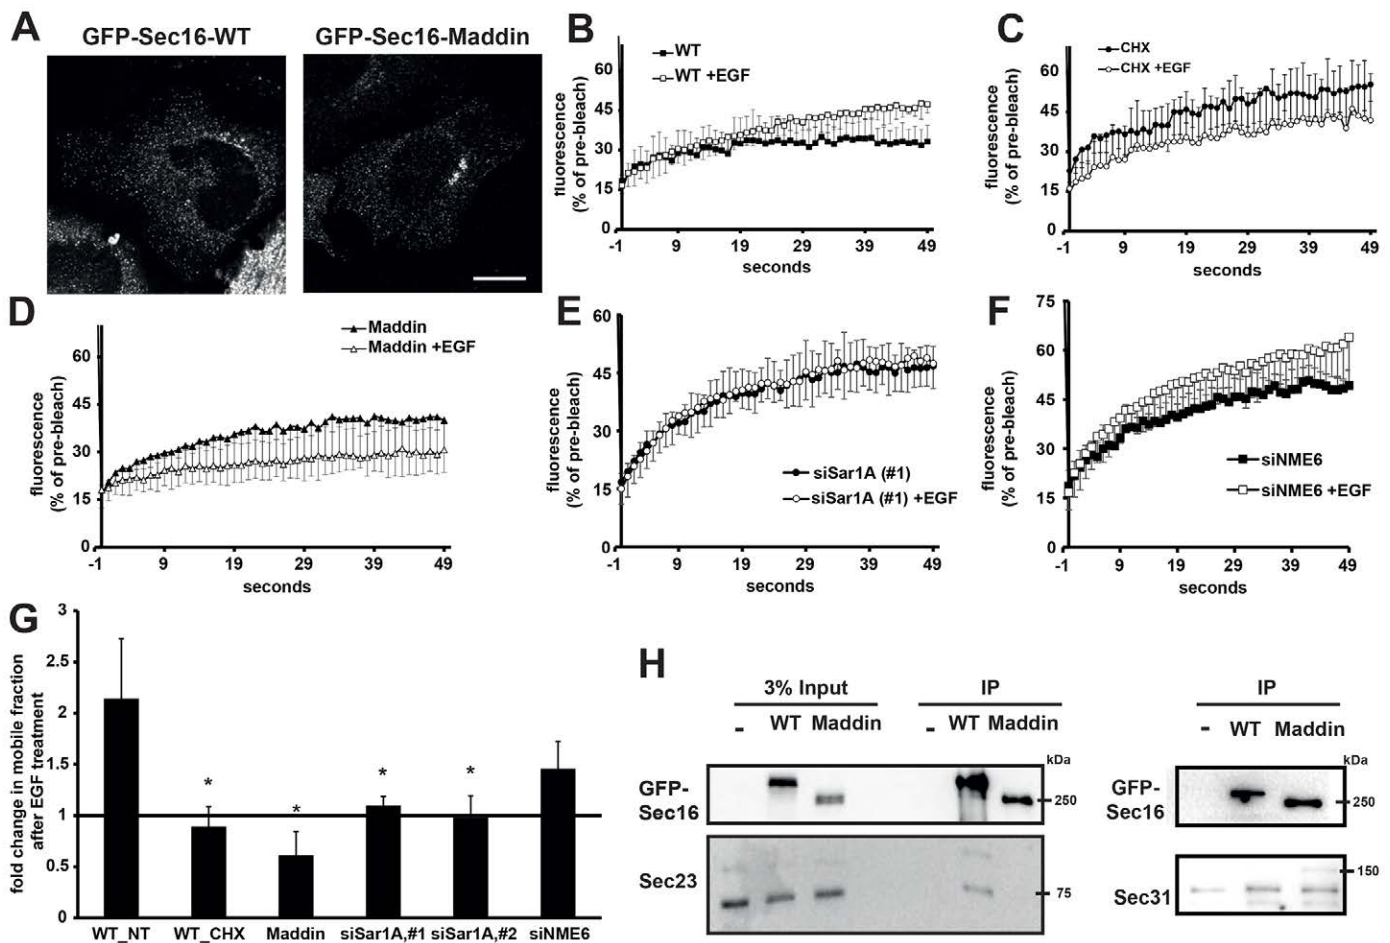 A
GFP-Sec16-WT
GFP-Sec16-Maddin
B
WT
WT +EGF
fluorescence
(% of pre-bleach)
60
45
30
15
0
-1 9 19 29 39 49
seconds
C
CHX
CHX +EGF
fluorescence
(% of pre-bleach)
60
45
30
15
0
-1 9 19 29 39 49
seconds
D
Maddin
Maddin +EGF
fluorescence
(% of pre-bleach)
60
45
30
15
0
-1 9 19 29 39 49
seconds
E
fluorescence
(% of pre-bleach)
60
45
30
15
0
siSar1A (#1)
siSar1A (#1) +EGF
-1 9 19 29 39 49
seconds
F
fluorescence
(% of pre-bleach)
75
60
45
30
15
0
siNME6
siNME6 +EGF
-1 9 19 29 39 49
seconds
G
fold change in mobile fraction
after EGF treatment
3
2.5
2
1.5
1
0.5
0
* * * *
WT_NT WT_CHX Maddin siSar1A,#1 siSar1A,#2 siNME6
H
3% Input IP
- WT Maddin - WT Maddin
kDa
GFP-
Sec16
250
Sec23
75
IP
- WT Maddin
kDa
GFP-
Sec16
250
150
Sec31